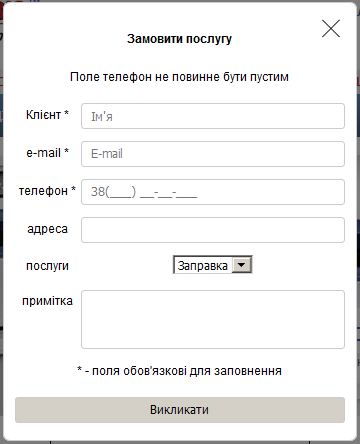 Замовити послугу
Поле телефон не повинне бути пустим
Клієнт * Ім'я
e-mail * E-mail
телефон * 38(___) __-__-___
адреса
послуги Заправка
примітка
* - поля обов'язкові для заповнення
Викликати